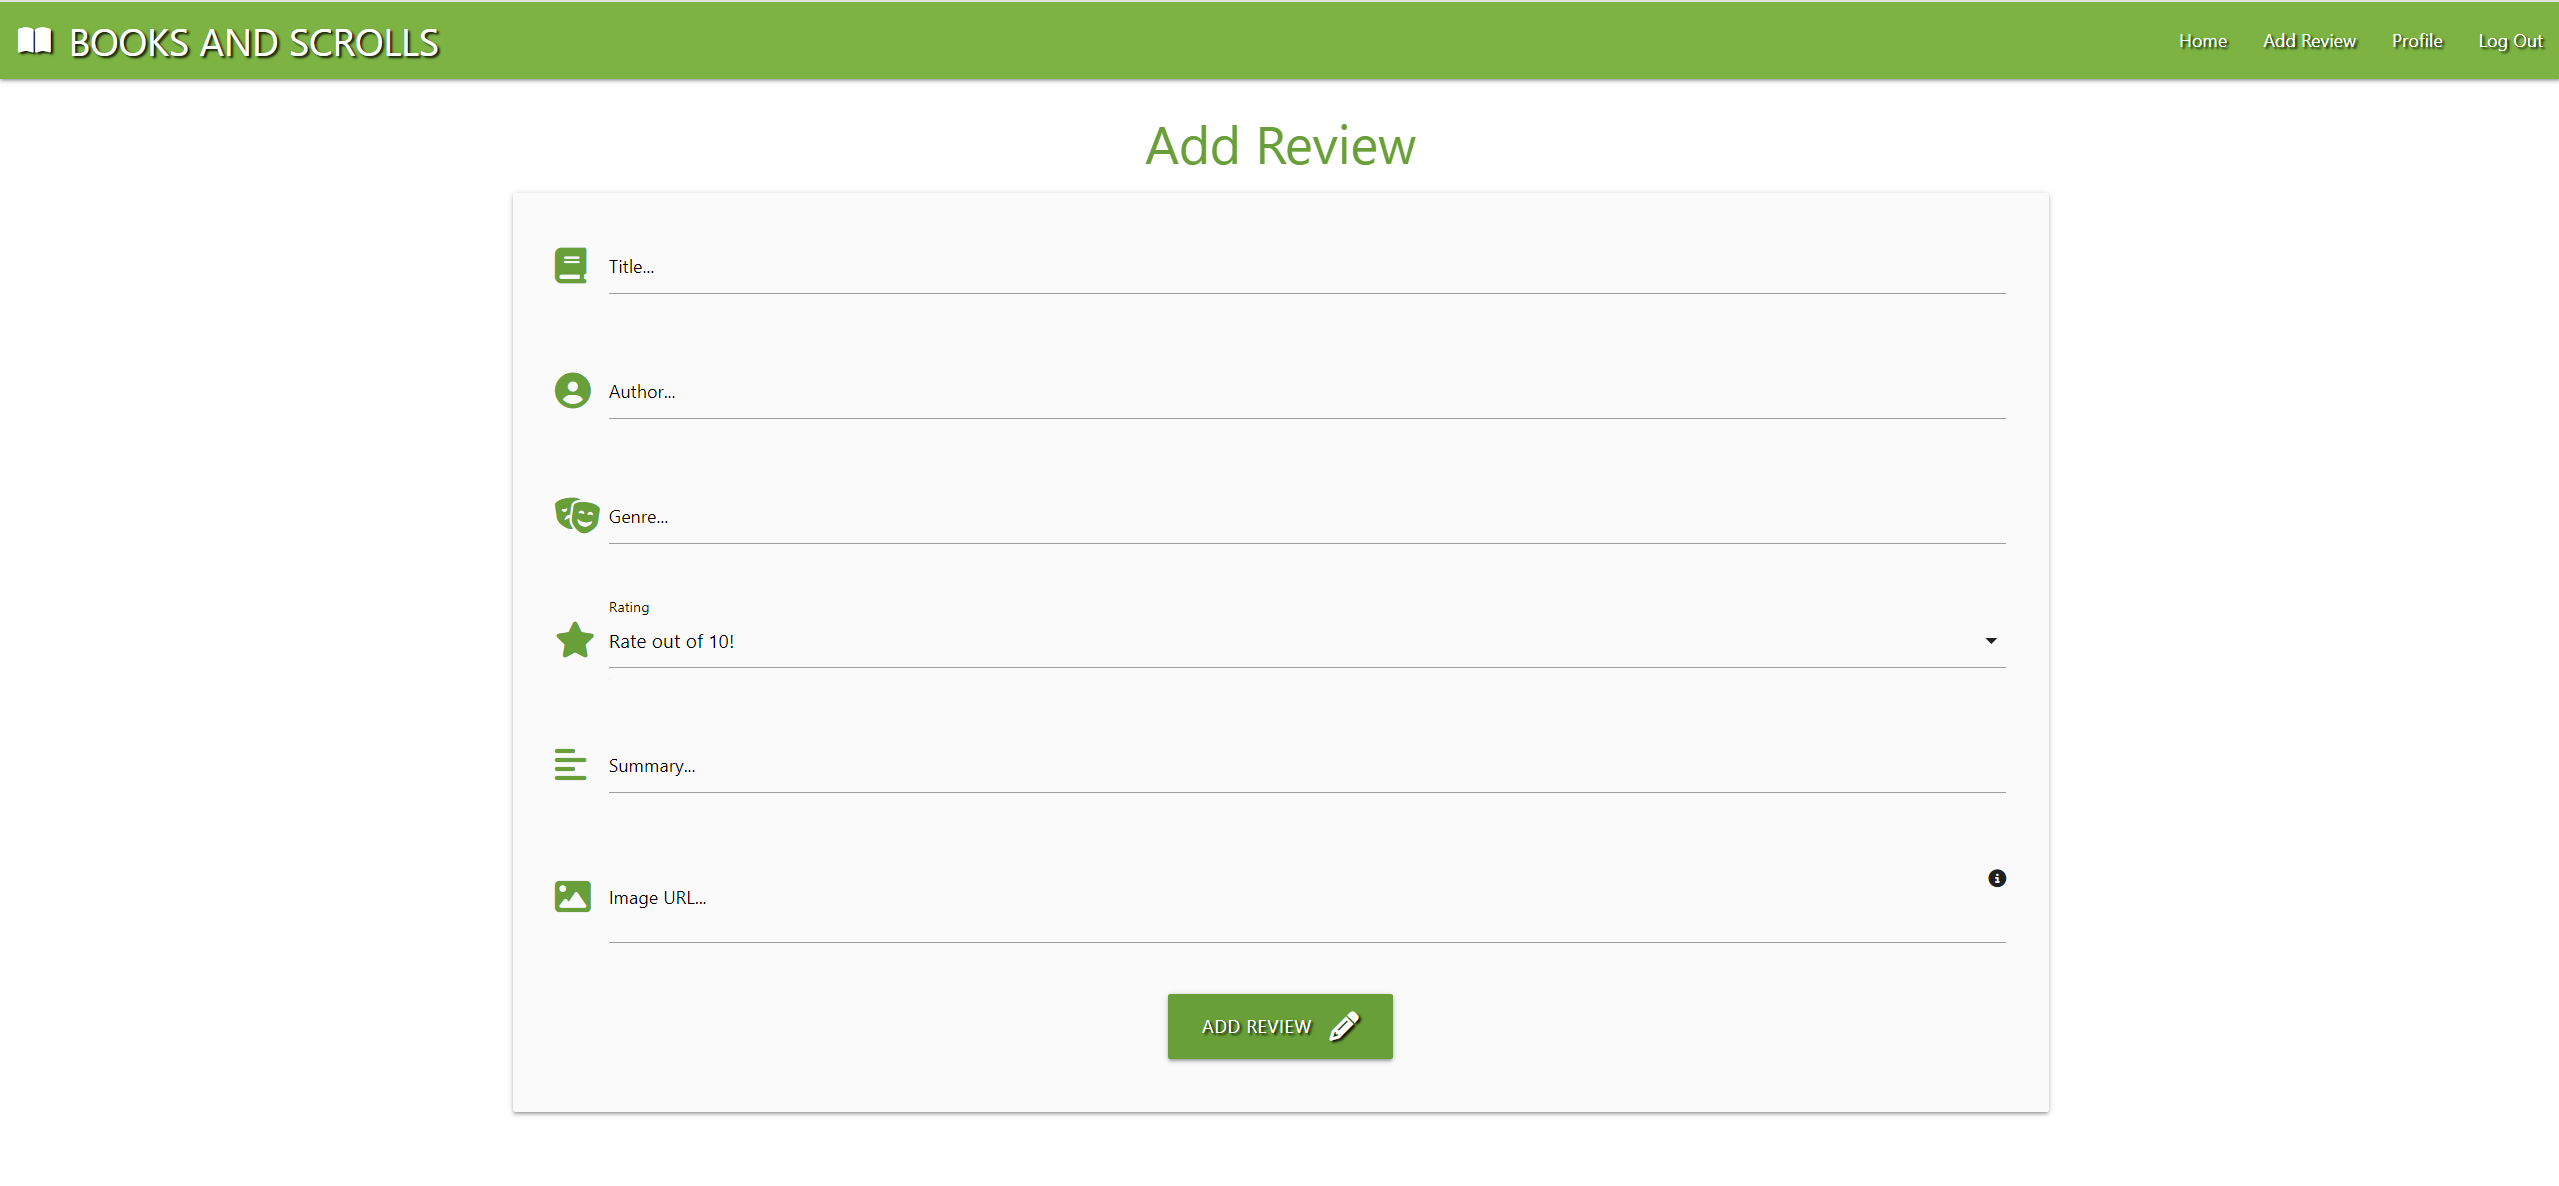 BOOKS AND SCROLLS
Home Add Review Profile Log Out
Add Review
Title...
Author...
Genre...
Rating
Rate out of 10!
Summary...
Image URL...
ADD REVIEW